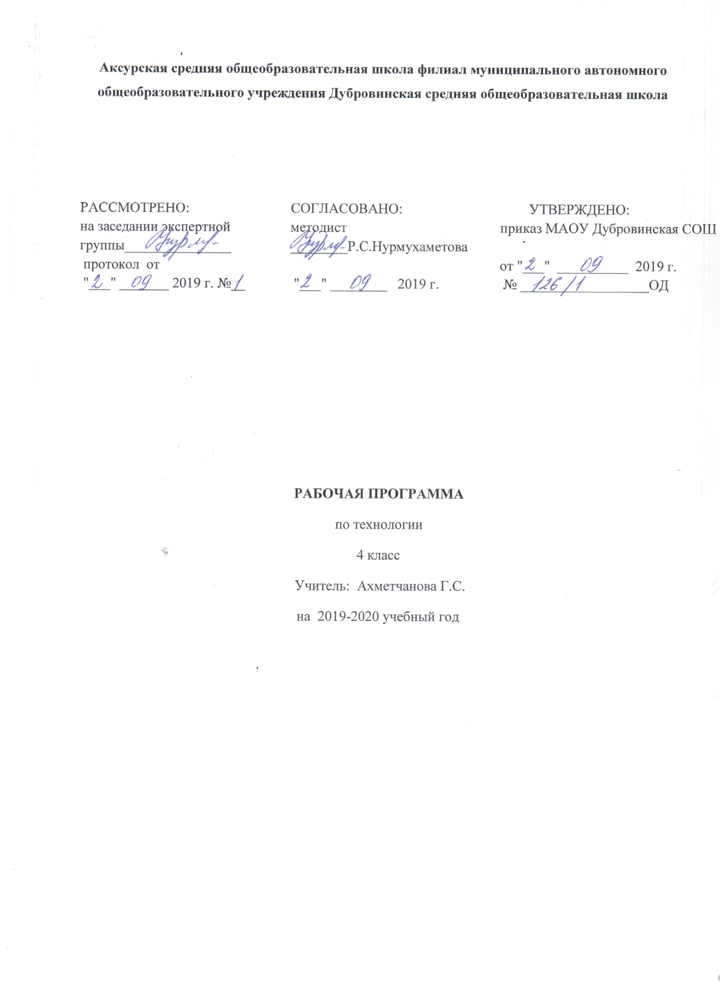 Аксурская средняя общеобразовательная школа филиал муниципального автономного
общеобразовательного учреждения Дубровинская средняя общеобразовательная школа
РАССМОТРЕНО:
на заседании экспертной
группы_______________
протокол от
"2" 09 2019 г. №1
СОГЛАСОВАНО:
методист
________Р.С.Нурмухаметова
"2" 09 2019 г.
УТВЕРЖДЕНО:
приказ МАОУ Дубровинская СОШ
от "2" 09 2019 г.
№ 126/1 ОД
РАБОЧАЯ ПРОГРАММА
по технологии
4 класс
Учитель: Ахметчанова Г.С.
на 2019-2020 учебный год